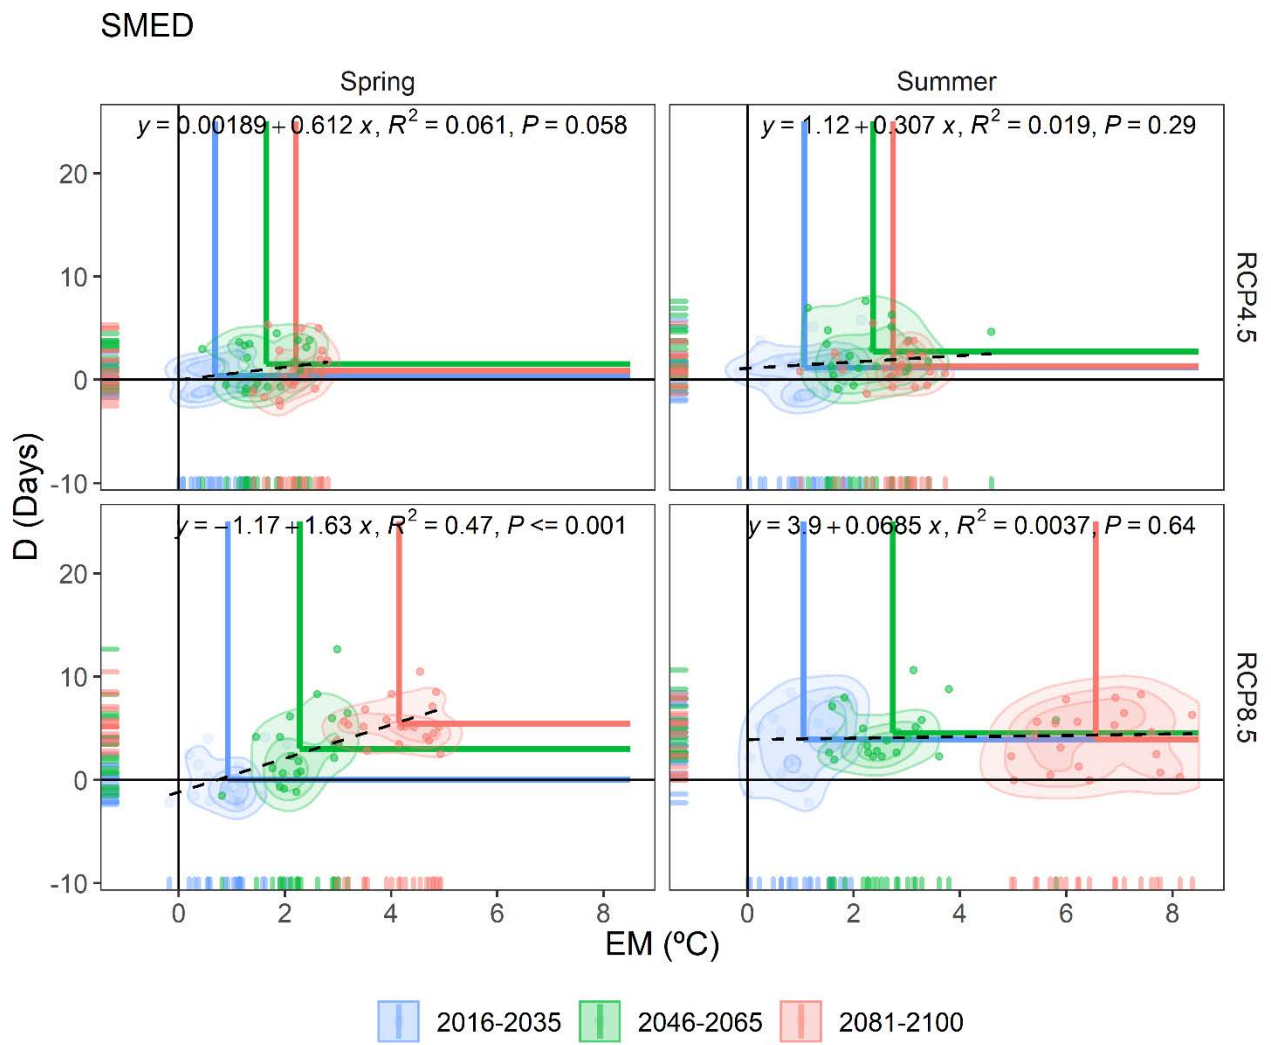 SMED
Spring
Summer
y = 0.00189 + 0.612 x, R² = 0.061, P = 0.058
y = 1.12 + 0.307 x, R² = 0.019, P = 0.29
20
10
0
-10
RCP4.5
y = −1.17 + 1.63 x, R² = 0.47, P <= 0.001
y = 3.9 + 0.0685 x, R² = 0.0037, P = 0.64
20
10
0
-10
RCP8.5
D (Days)
0 2 4 6 8
0 2 4 6 8
EM (ºC)
2016-2035 2046-2065 2081-2100